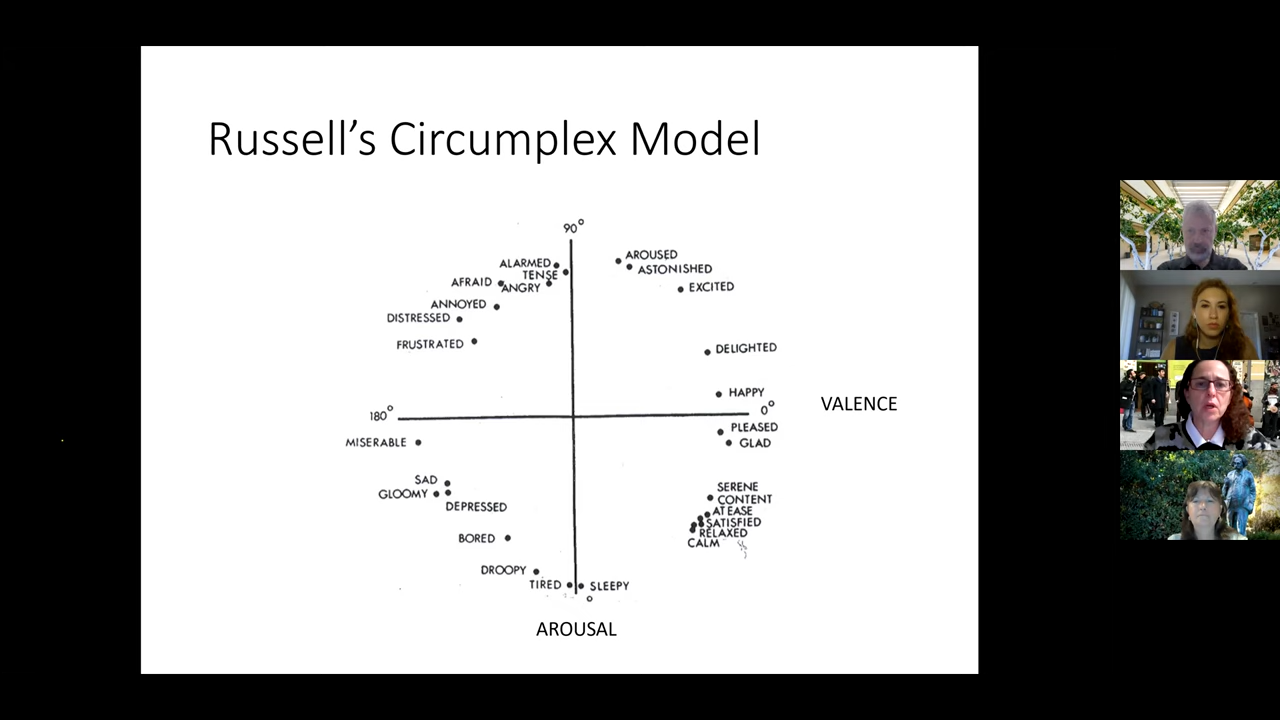 Russell’s Circumplex Model
90°
AROUSED
ALARMED
ASTONISHED
TENSE
AFRAID
ANGRY
EXCITED
ANNOYED
DISTRESSED
FRUSTRATED
DELIGHTED
HAPPY
180°
0°
VALENCE
PLEASED
MISERABLE
GLAD
SAD
SERENE
GLOOMY
CONTENT
DEPRESSED
AT EASE
SATISFIED
RELAXED
BORED
CALM
DROOPY
TIRED
SLEEPY
AROUSAL